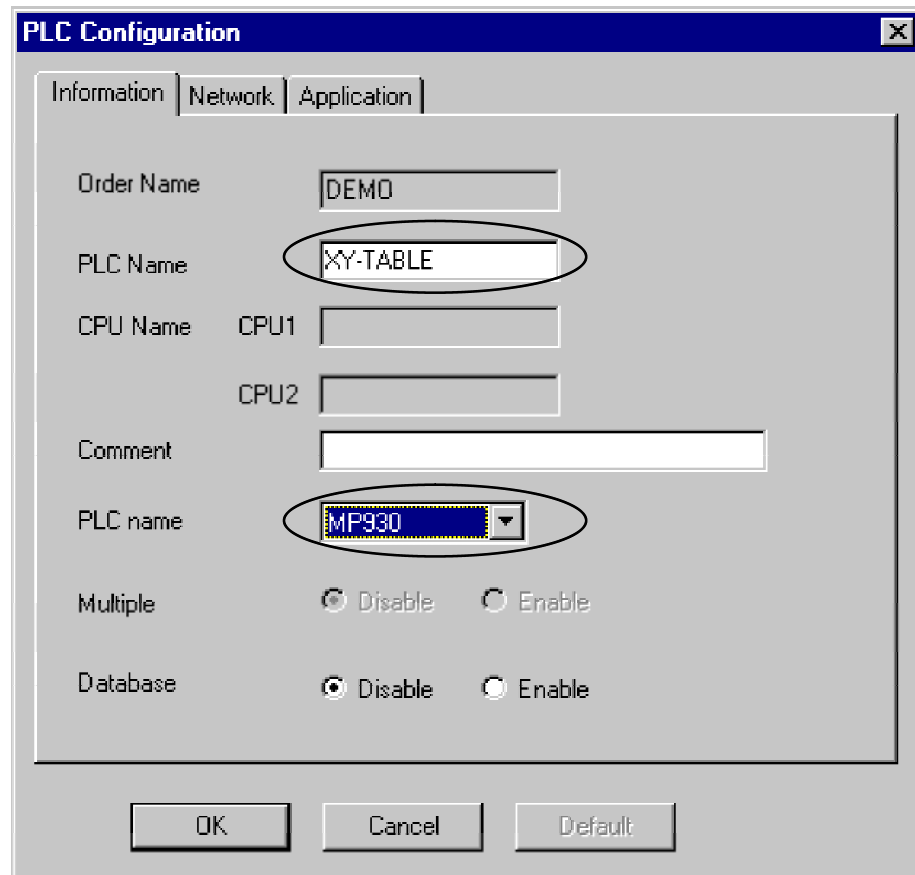 PLC Configuration
Information Network Application
Order Name DEMO
PLC Name XY-TABLE
CPU Name CPU1
CPU2
Comment
PLC name MP930
Multiple Disable Enable
Database Disable Enable
OK Cancel Default